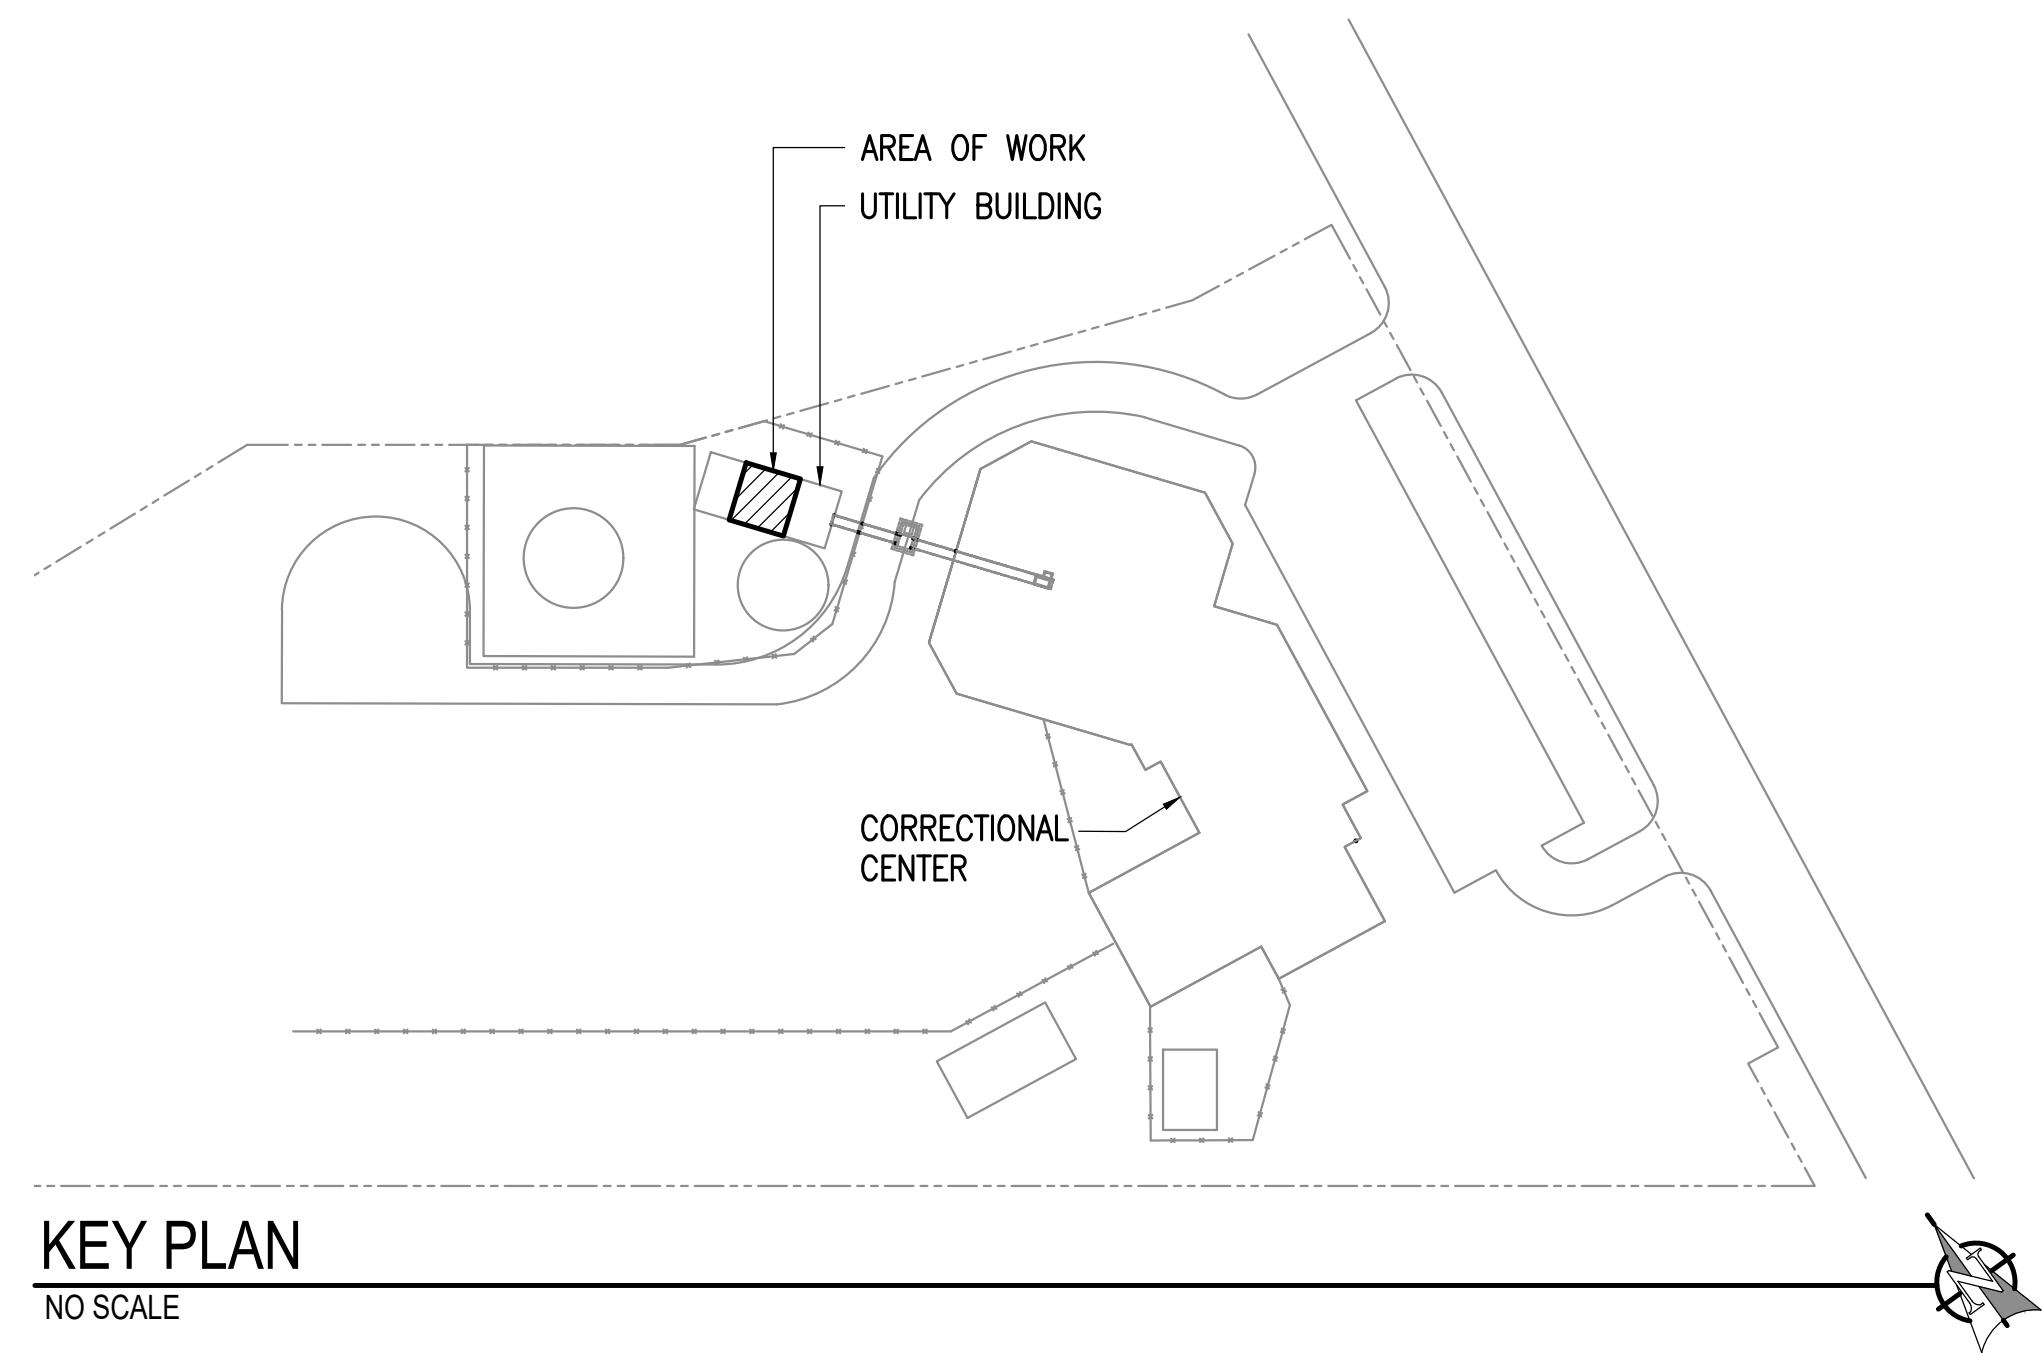 AREA OF WORK
UTILITY BUILDING
CORRECTIONAL
CENTER
KEY PLAN
NO SCALE
N